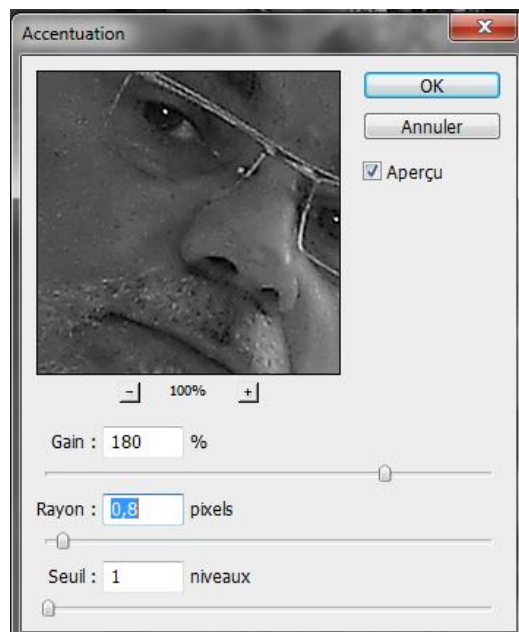 Accentuation
OK
Annuler
Aperçu
100%
Gain : 180 %
Rayon : 0,8 pixels
Seuil : 1 niveaux